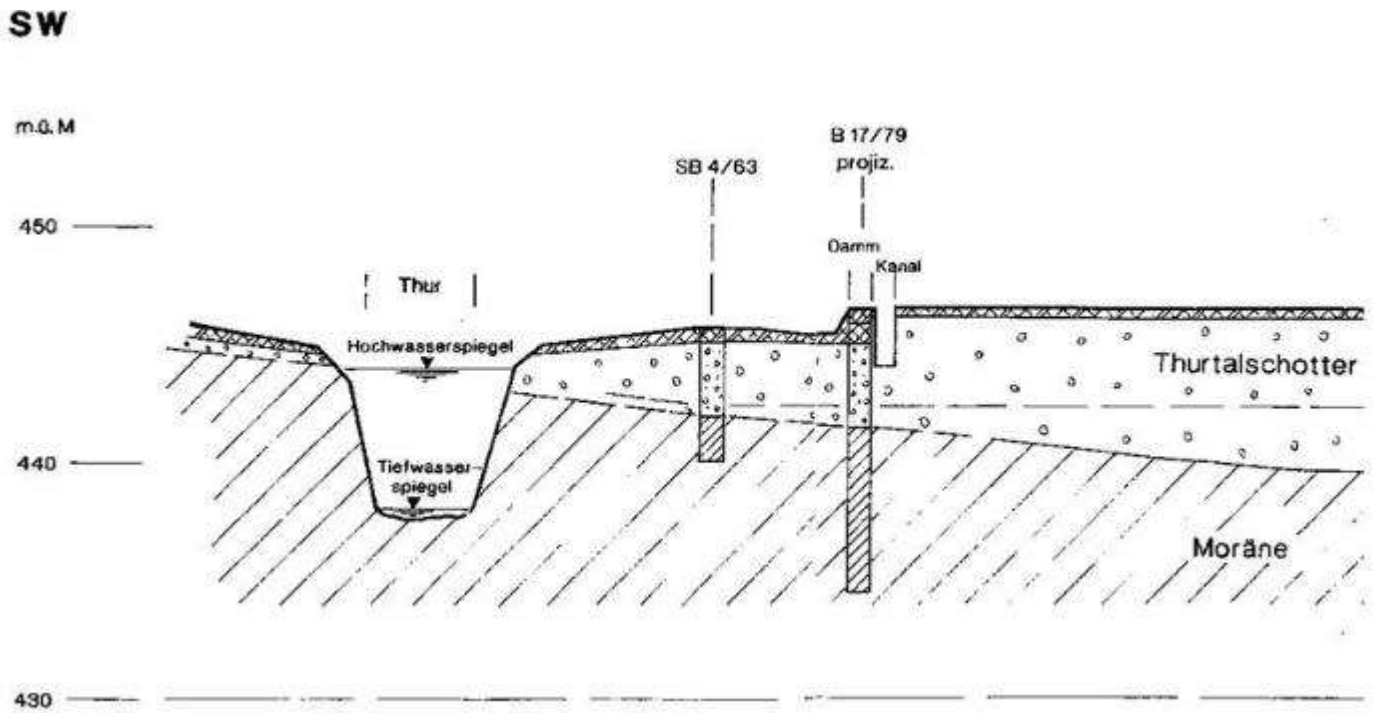 SW
m.ü.M
B 17/79
projiz.
SB 4/63
450
Damm
Kanal
Thur
Hochwasserspiegel
Thurtalschotter
440
Tiefwasser-
spiegel
Moräne
430